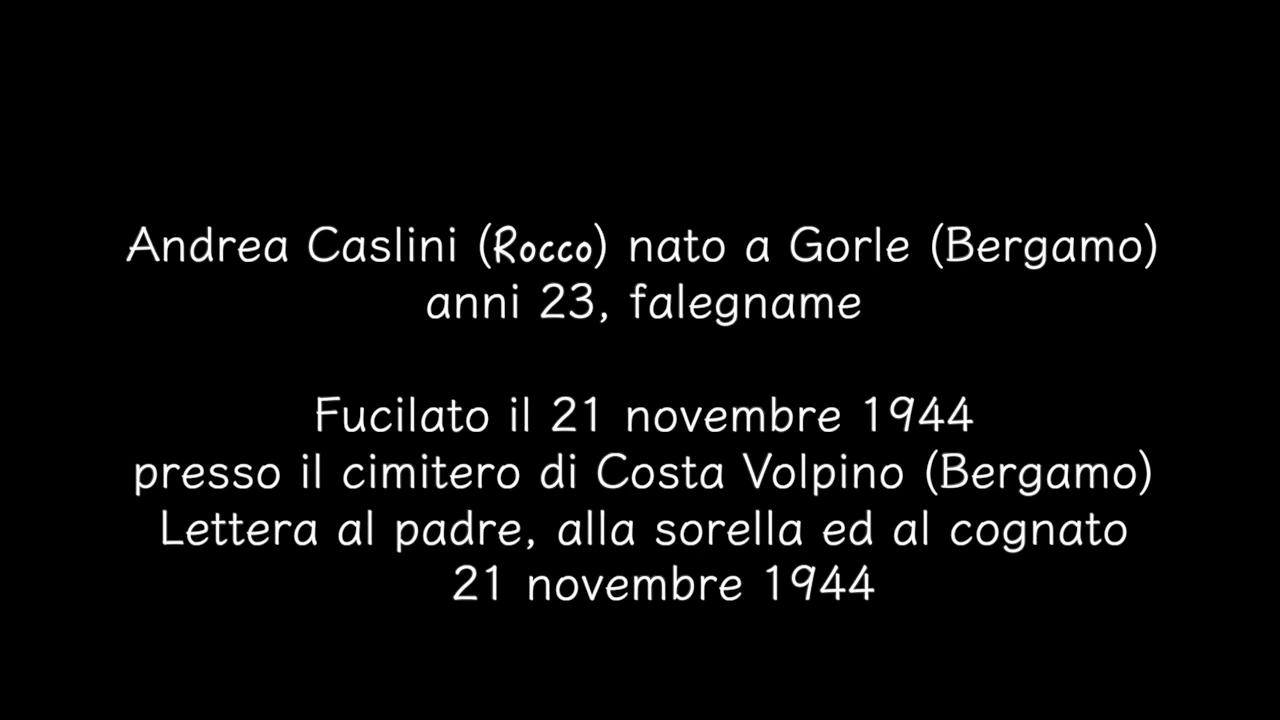 Andrea Caslini (Rocco) nato a Gorle (Bergamo)
anni 23, falegname
Fucilato il 21 novembre 1944
presso il cimitero di Costa Volpino (Bergamo)
Lettera al padre, alla sorella ed al cognato
21 novembre 1944